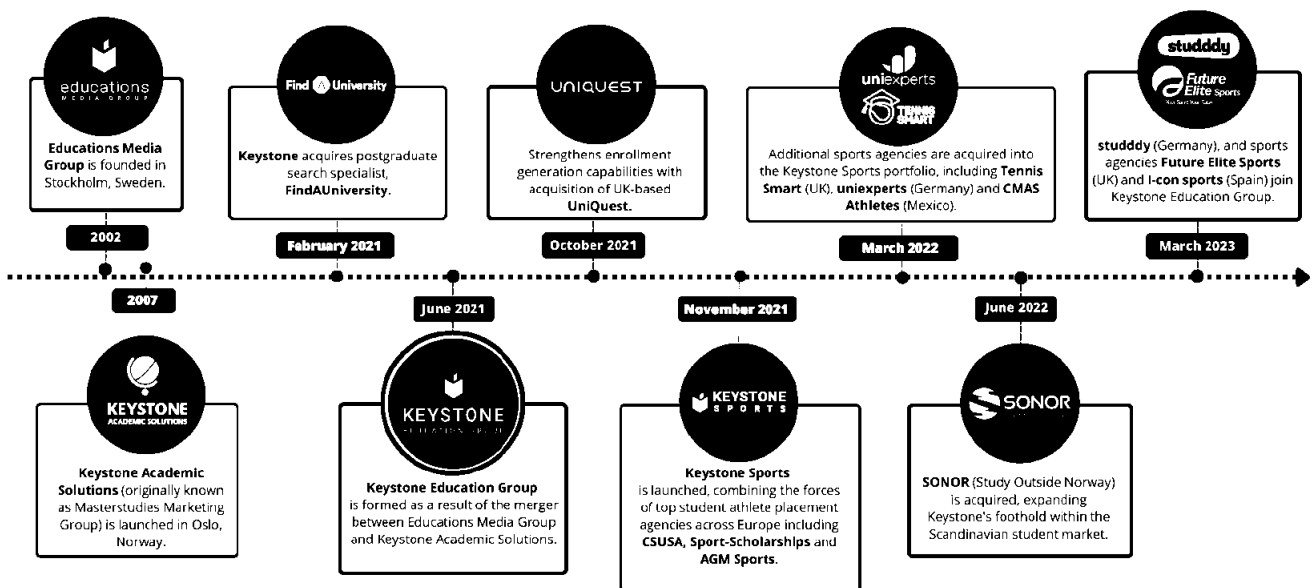 educations
MEDIA GROUP
Educations Media
Group is founded in
Stockholm, Sweden.
2002
Find A University
Keystone acquires postgraduate
search specialist,
FindAUniversity.
February 2021
UNIQUEST
Strengthens enrollment
generation capabilities with
acquisition of UK-based
UniQuest.
October 2021
uniexperts
TENNIS
SMART
Additional sports agencies are acquired into
the Keystone Sports portfolio, including Tennis
Smart (UK), uniexperts (Germany) and CMAS
Athletes (Mexico).
March 2022
studddy
Future
Elite Sports
studddy (Germany), and sports
agencies Future Elite Sports
(UK) and I-con sports (Spain) join
Keystone Education Group.
March 2023
2007
KEYSTONE
ACADEMIC SOLUTIONS
Keystone Academic
Solutions (originally known
as Masterstudies Marketing
Group) is launched in Oslo,
Norway.
June 2021
KEYSTONE
EDUCATION GROUP
Keystone Education Group
is formed as a result of the merger
between Educations Media Group
and Keystone Academic Solutions.
November 2021
KEYSTONE
SPORTS
Keystone Sports
is launched, combining the forces
of top student athlete placement
agencies across Europe including
CSUSA, Sport-Scholarships and
AGM Sports.
June 2022
SONOR
SONOR (Study Outside Norway)
is acquired, expanding
Keystone's foothold within the
Scandinavian student market.